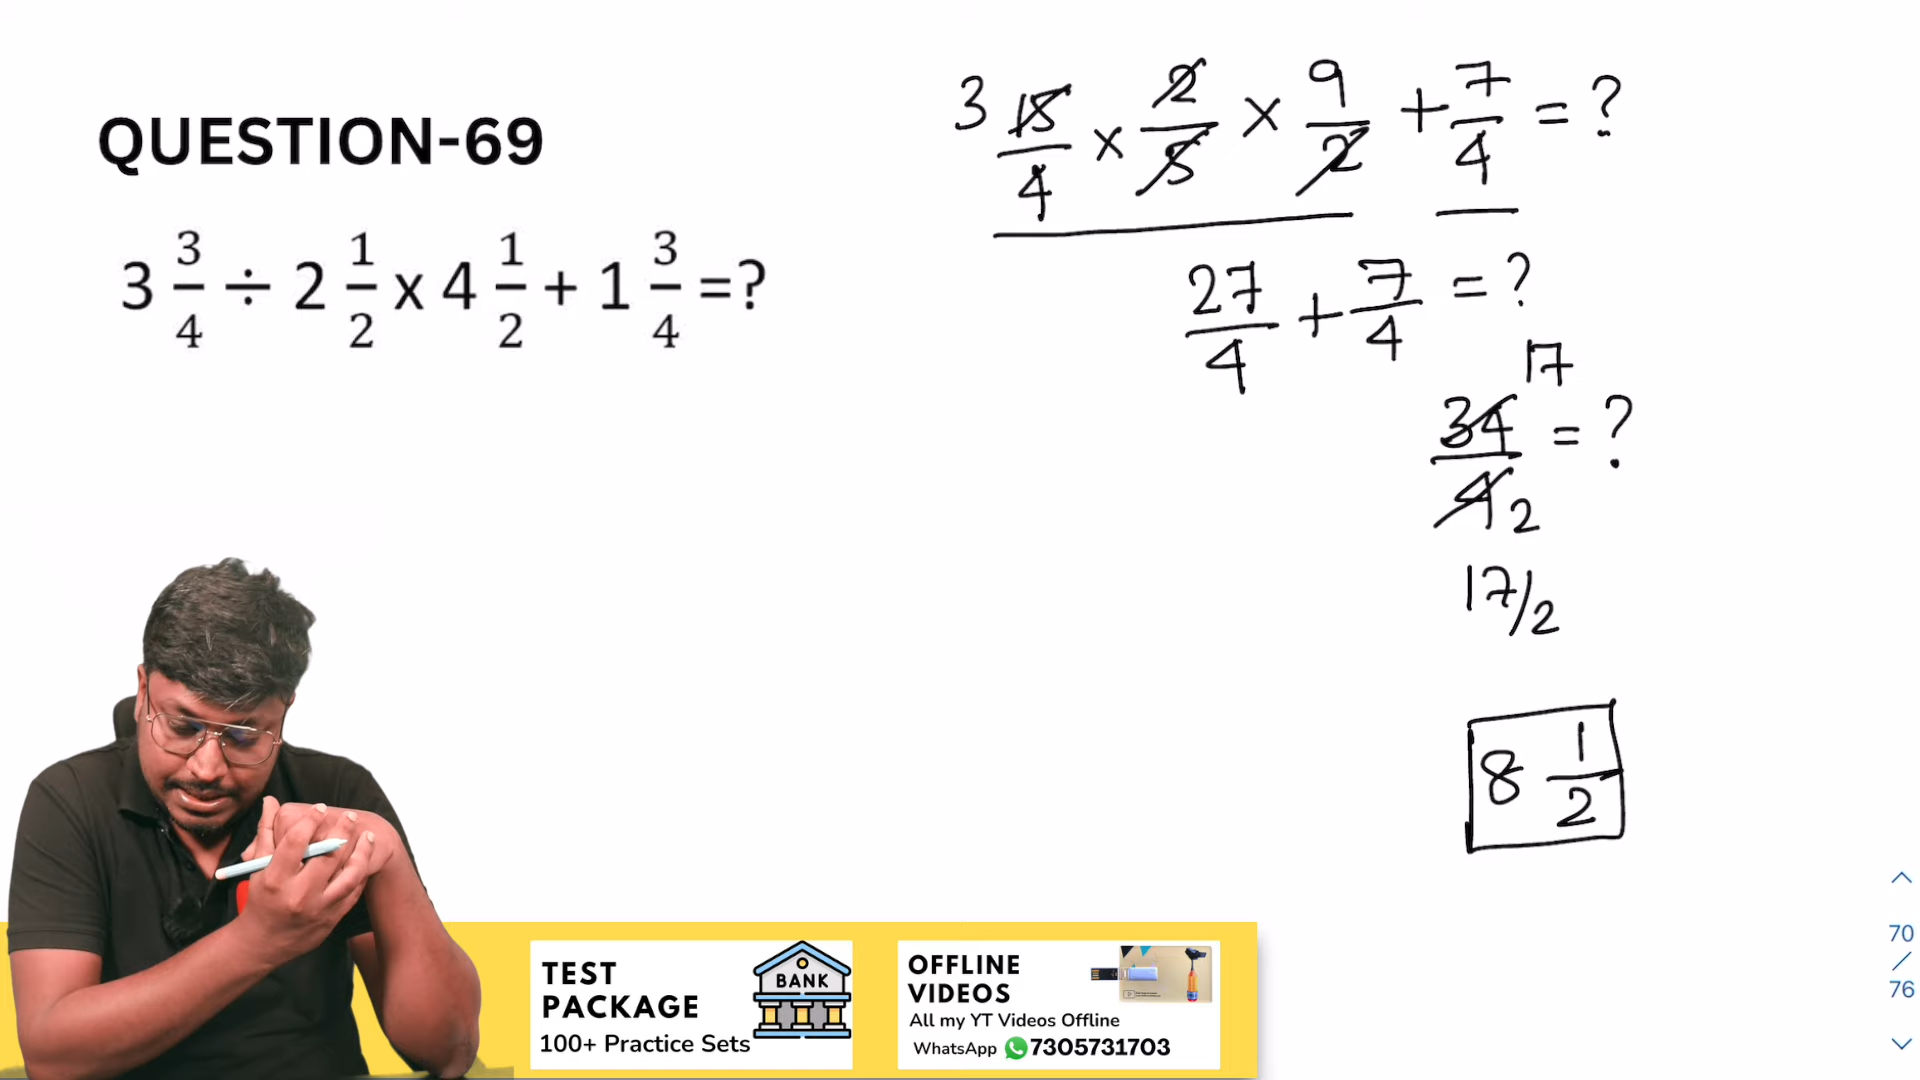 QUESTION-69
3 3/4 ÷ 2 1/2 x 4 1/2 + 1 3/4 =?
3 15/4 × 2/5 × 9/2 + 7/4 = ?
27/4 + 7/4 = ?
17
34/4 = ?
2
17/2
8 1/2
TEST
PACKAGE
100+ Practice Sets
BANK
OFFLINE
VIDEOS
All my YT Videos Offline
WhatsApp 7305731703
70
/
76